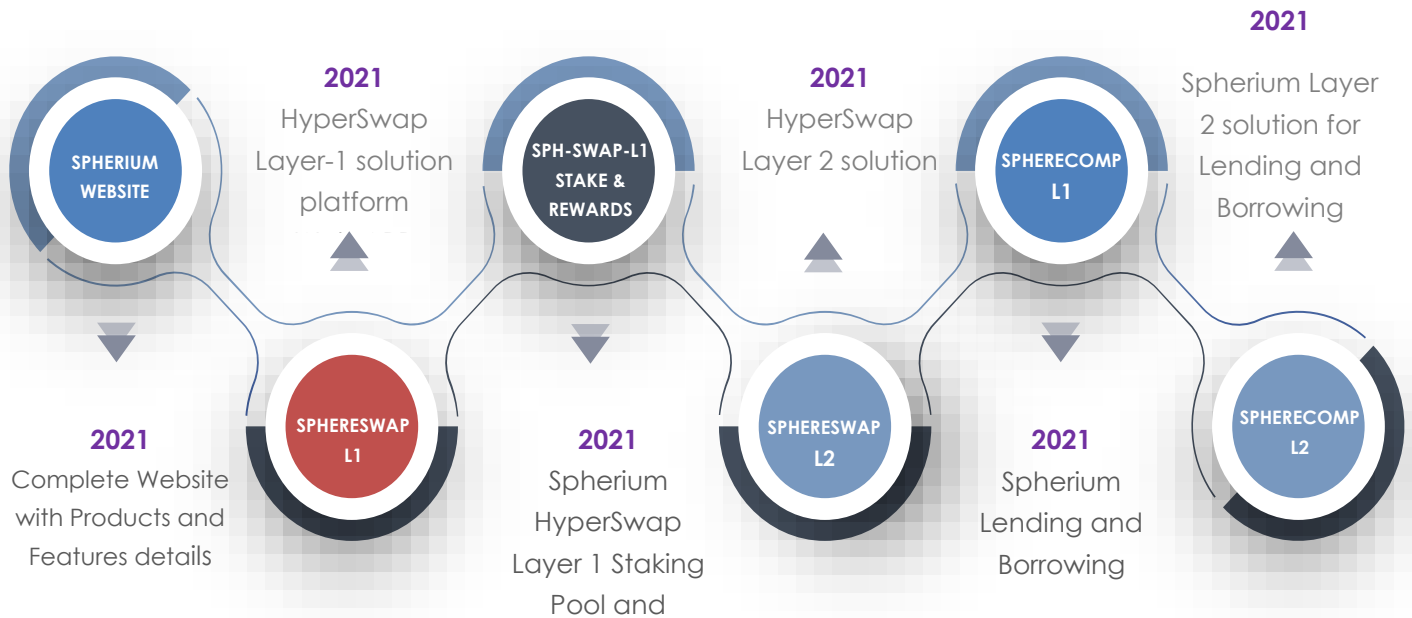 SPHERIUM
WEBSITE
2021
Complete Website
with Products and
Features details
2021
HyperSwap
Layer-1 solution
platform
SPHERESWAP
L1
SPH-SWAP-L1
STAKE &
REWARDS
2021
Spherium
HyperSwap
Layer 1 Staking
Pool and
2021
HyperSwap
Layer 2 solution
SPHERESWAP
L2
SPHERECOMP
L1
2021
Spherium
Lending and
Borrowing
2021
Spherium Layer
2 solution for
Lending and
Borrowing
SPHERECOMP
L2